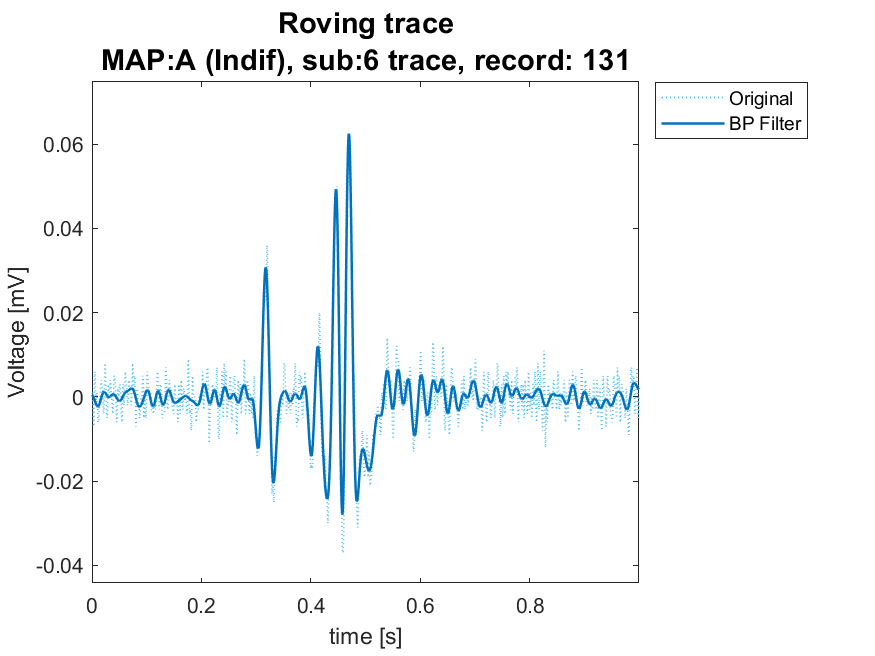 Roving trace
MAP:A (Indif), sub:6 trace, record: 131
Original
BP Filter
0.06
0.04
0.02
0
-0.02
-0.04
Voltage [mV]
0
0.2
0.4
0.6
0.8
time [s]